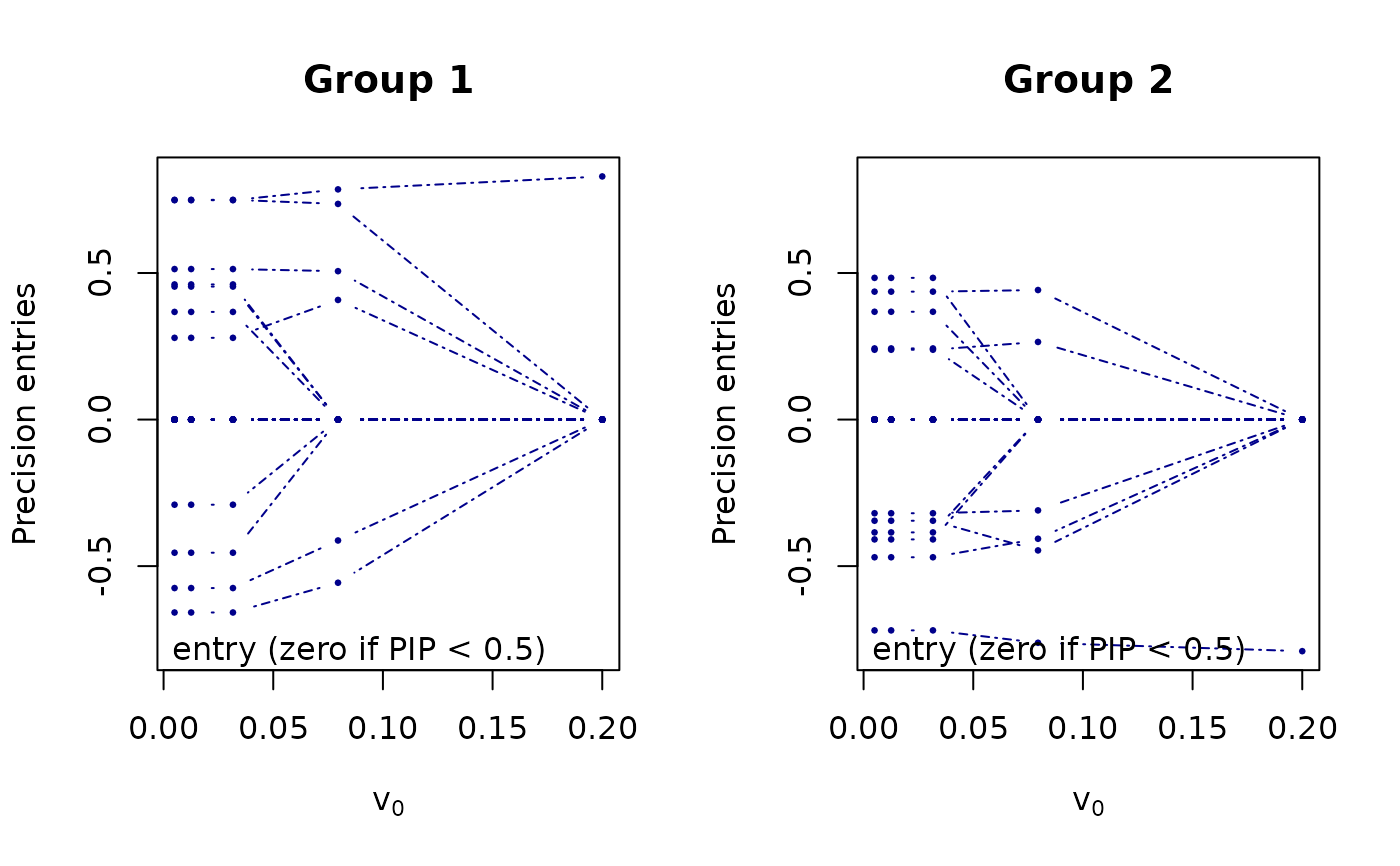 Group 1
Precision entries
0.5
0.0
-0.5
entry (zero if PIP < 0.5)
0.00 0.05 0.10 0.15 0.20
v0
Group 2
Precision entries
0.5
0.0
-0.5
entry (zero if PIP < 0.5)
0.00 0.05 0.10 0.15 0.20
v0